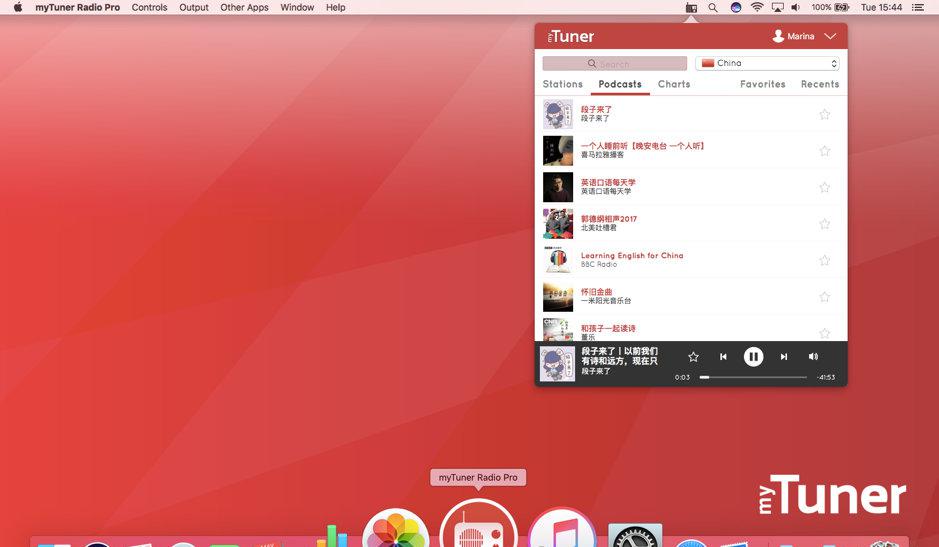 myTuner Radio Pro Controls Output Other Apps Window Help 100% Tue 15:44
myTuner Marina
Search China
Stations Podcasts Charts Favorites Recents
段子来了
段子来了
一个人睡前听【晚安电台 一个人听】
喜马拉雅播客
英语口语每天学
英语口语每天学
郭德纲相声2017
北美吐槽君
Learning English for China
BBC Radio
怀旧金曲
一米阳光音乐台
和孩子一起读诗
董乐
段子来了丨以前我们
有诗和远方，现在只
段子来了
0:03 -41:53
myTuner Radio Pro
myTuner